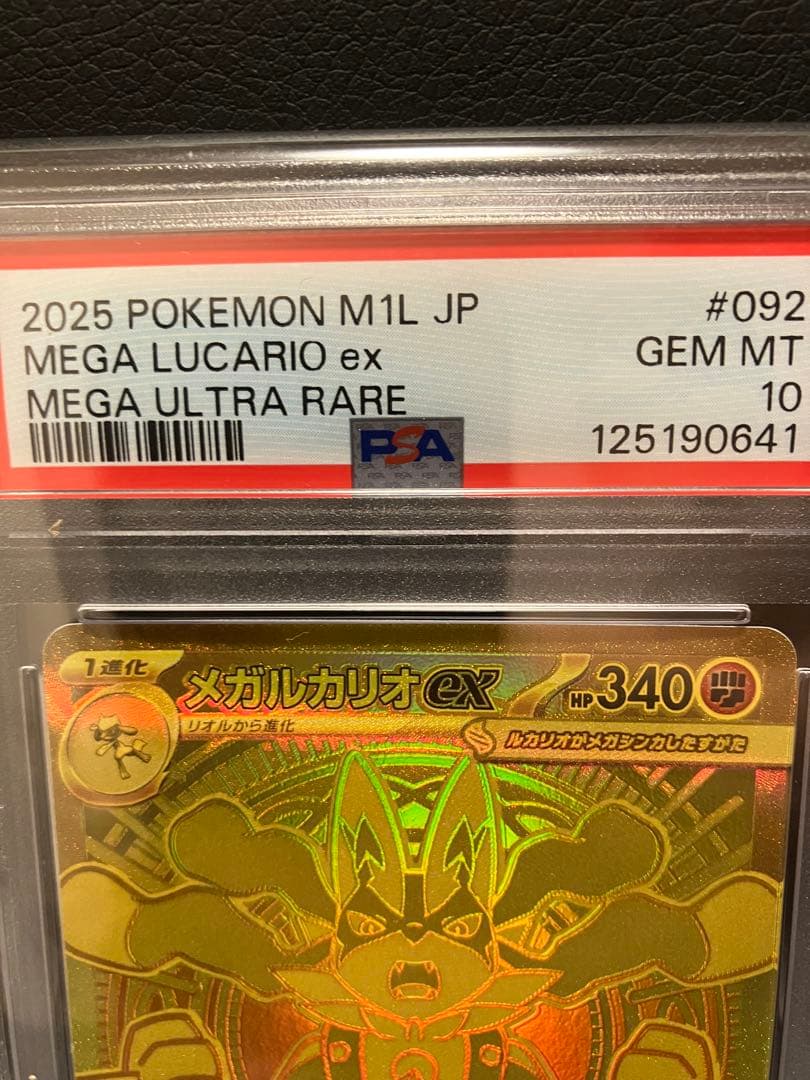 2025 POKEMON M1L JP #092
MEGA LUCARIO ex GEM MT
MEGA ULTRA RARE 10
PSA 125190641
1進化
メガルカリオex HP340
リオルから進化
ルカリオがメガシンカしたすがた